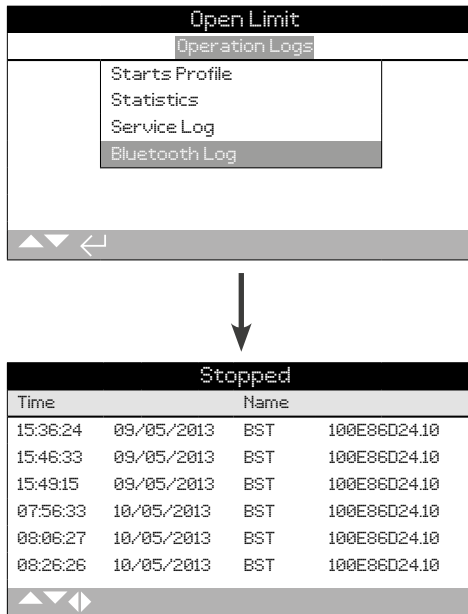 Open Limit
Operation Logs
Starts Profile
Statistics
Service Log
Bluetooth Log
Stopped
Time Name
15:36:24 09/05/2013 BST 100E86D24.10
15:46:33 09/05/2013 BST 100E86D24.10
15:49:15 09/05/2013 BST 100E86D24.10
07:56:33 10/05/2013 BST 100E86D24.10
08:06:27 10/05/2013 BST 100E86D24.10
08:26:26 10/05/2013 BST 100E86D24.10